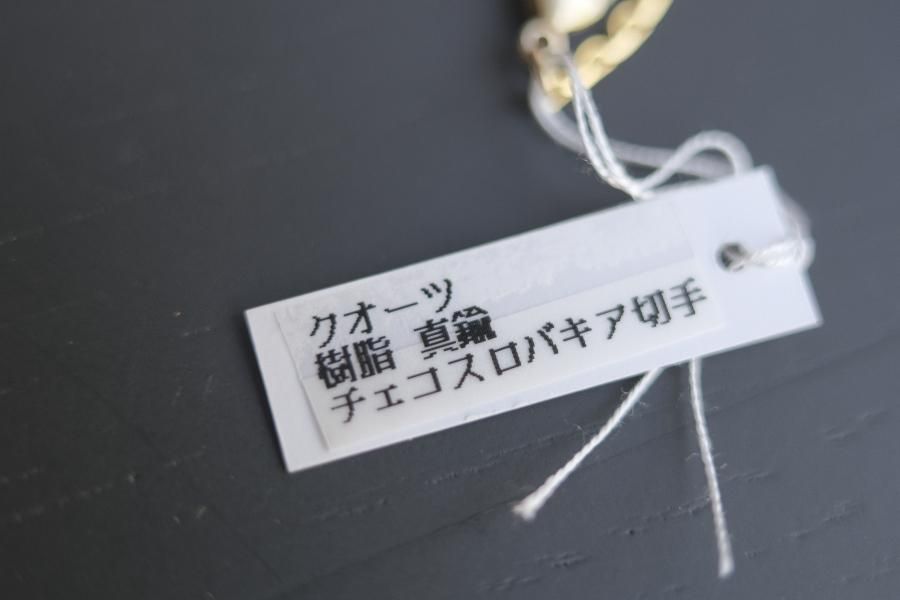 クオーツ
樹脂 真鍮
チェコスロバキア切手